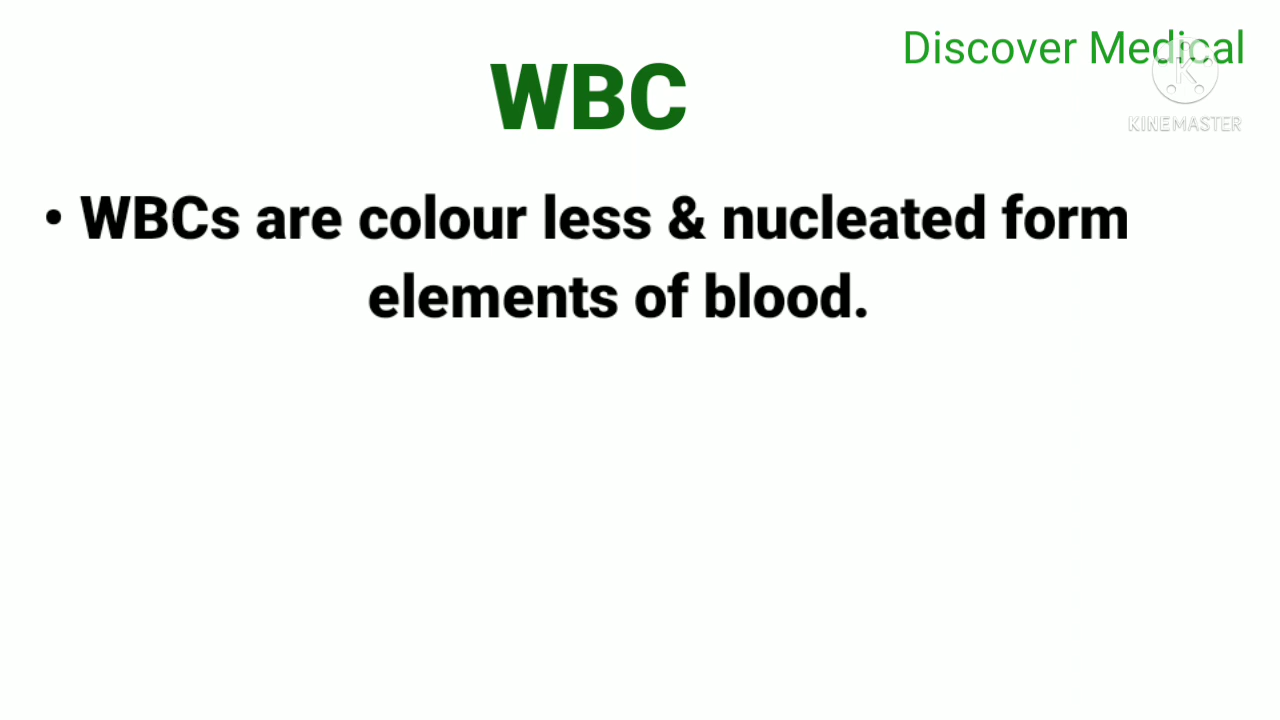 Discover Medical
WBC
KINEMASTER
• WBCs are colour less & nucleated form
elements of blood.